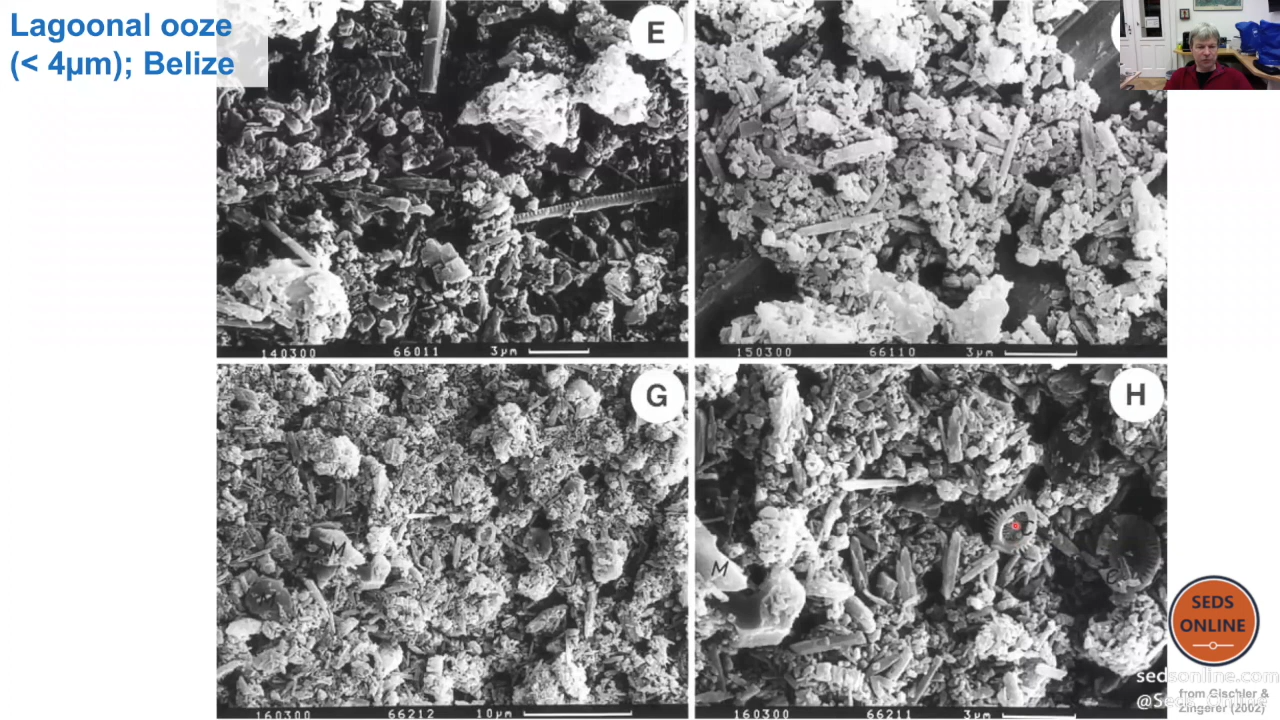 Lagoonal ooze
(< 4µm); Belize
E
140300 66011 3µm
150300 66110 3µm
G
M
160300 66212 10µm
H
M
C
160300 66211 3µm
SEDS
ONLINE
sedsonline.com
from Gischler &
Zingerer (2002)